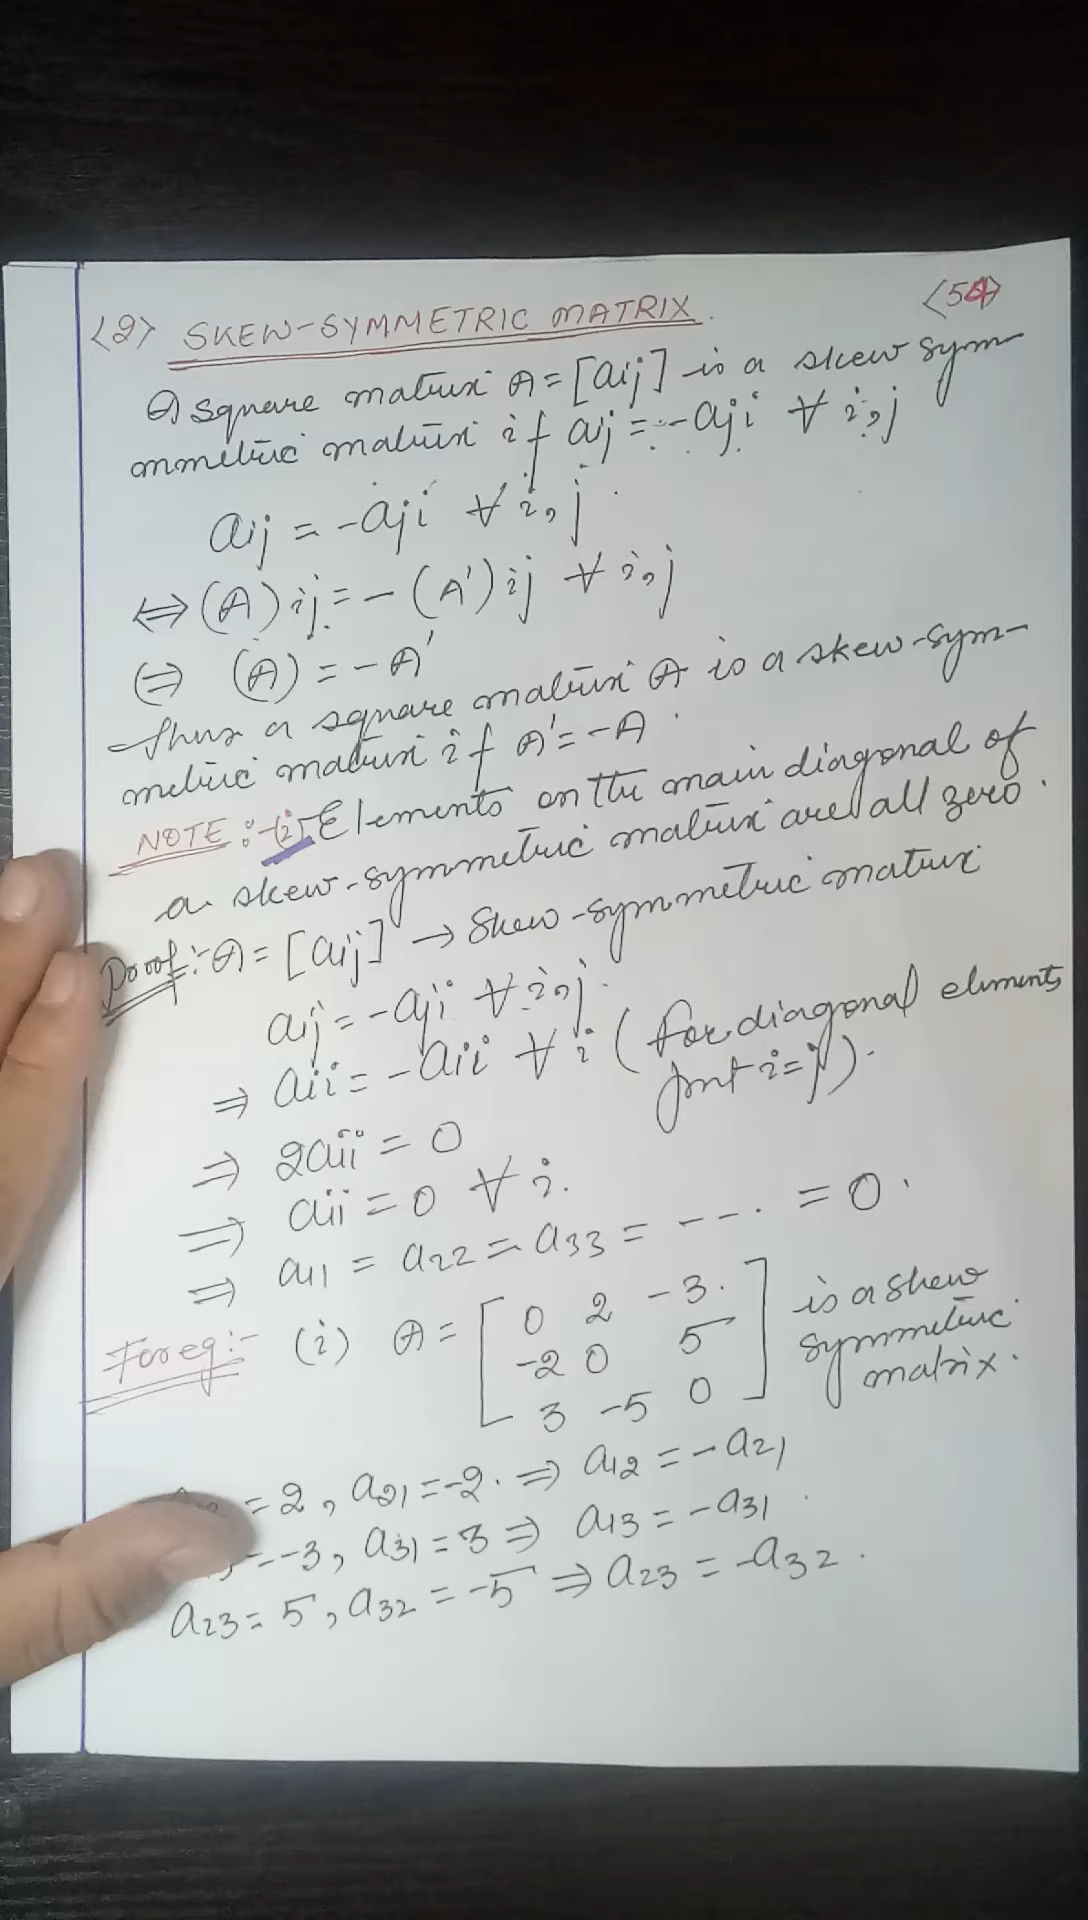 <2> SKEW-SYMMETRIC MATRIX. <54>
A square matrix A = [aij] is a skew sym-
mmetric matrix if aij = -aji ∀ i,j
aij = -aji ∀ i,j.
⇔ (A)ij = -(A')ij ∀ i,j
⇔ (A) = -A'
Thus a square matrix A is a skew-sym-
metric matrix if A' = -A.
NOTE:-(i) Elements on the main diagonal of
a skew-symmetric matrix are all zero.
Proof:- A = [aij] → Skew-symmetric matrix
aij = -aji ∀ i,j.
⇒ aii = -aii ∀ i (for diagonal elements
put i=j).
⇒ 2aii = 0
⇒ aii = 0 ∀ i.
⇒ a11 = a22 = a33 = ---. = 0.
For eg:- (i) A = [0 2 -3.
-2 0 5
3 -5 0] is a skew
symmetric
matrix.
= 2, a21 = -2. ⇒ a12 = -a21
= -3, a31 = 3 ⇒ a13 = -a31.
a23 = 5, a32 = -5 ⇒ a23 = -a32.